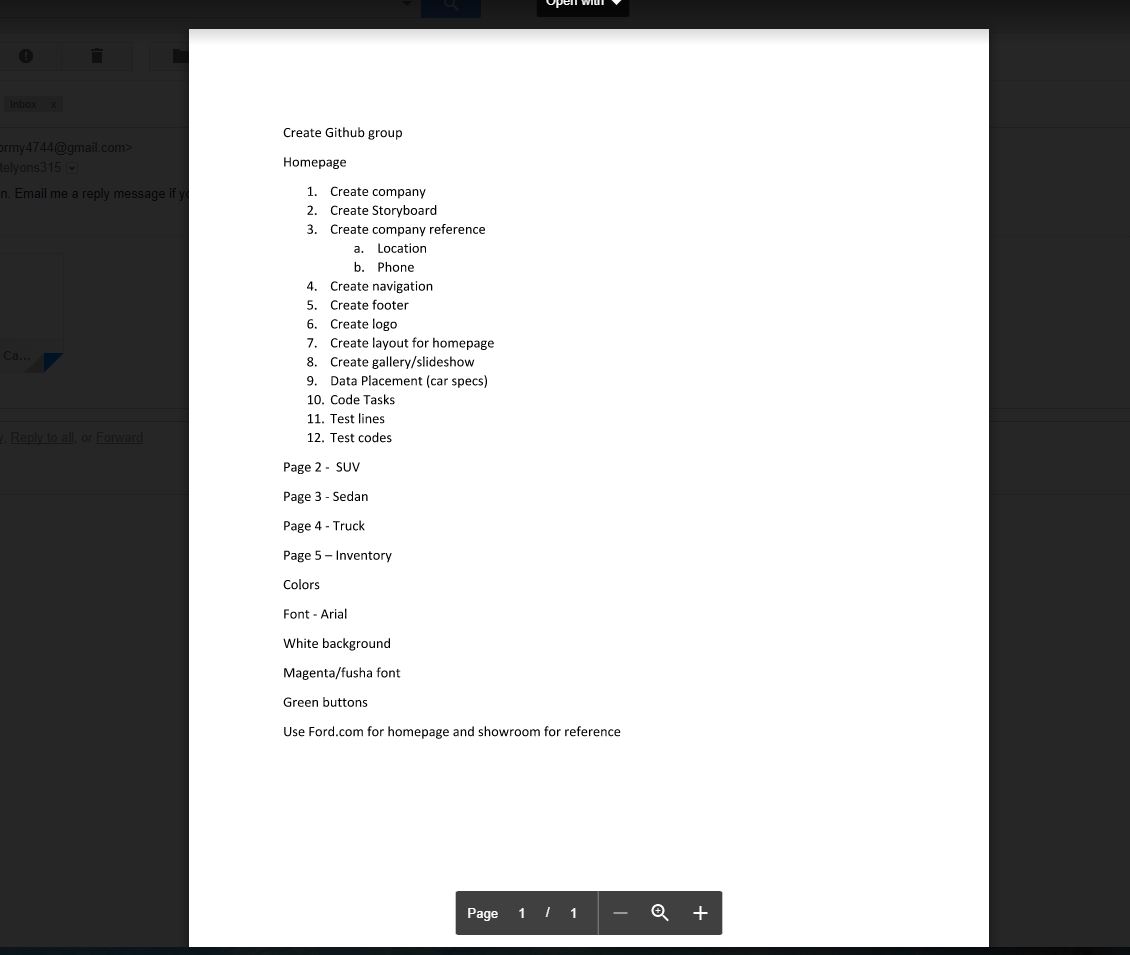 Open with
Inbox x
ormy4744@gmail.com>
telyons315
n. Email me a reply message if
Ca...
Reply to all, or Forward
Create Github group
Homepage
1. Create company
2. Create Storyboard
3. Create company reference
a. Location
b. Phone
4. Create navigation
5. Create footer
6. Create logo
7. Create layout for homepage
8. Create gallery/slideshow
9. Data Placement (car specs)
10. Code Tasks
11. Test lines
12. Test codes
Page 2 - SUV
Page 3 - Sedan
Page 4 - Truck
Page 5 – Inventory
Colors
Font - Arial
White background
Magenta/fusha font
Green buttons
Use Ford.com for homepage and showroom for reference
Page 1 / 1